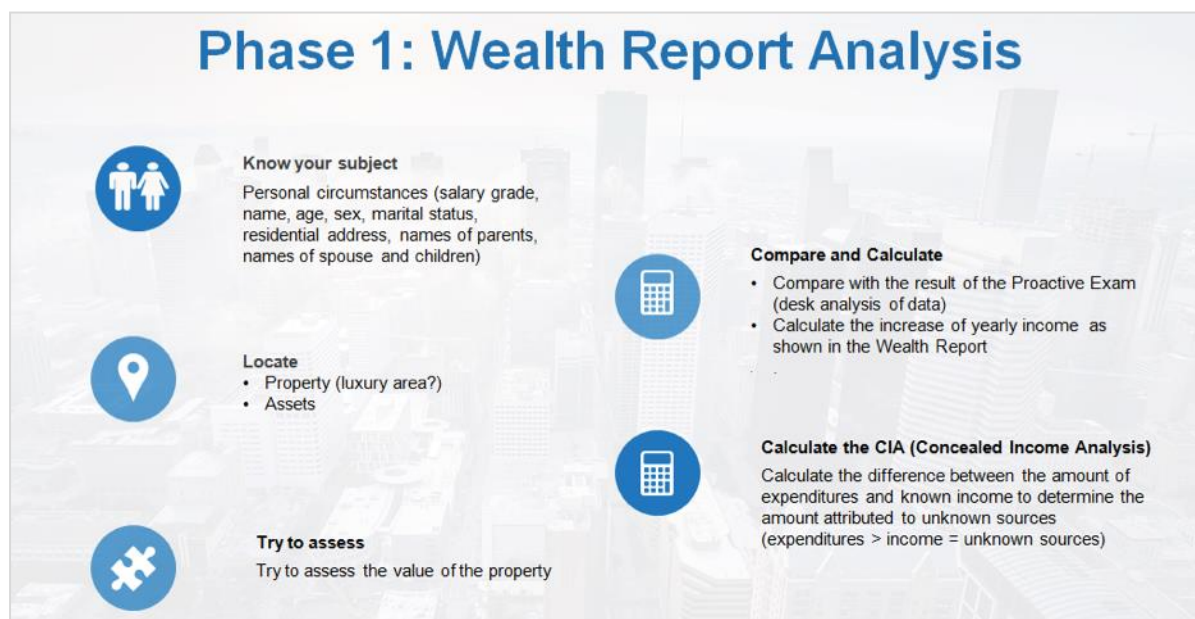 Phase 1: Wealth Report Analysis
Know your subject
Personal circumstances (salary grade,
name, age, sex, marital status,
residential address, names of parents,
names of spouse and children)
Locate
• Property (luxury area?)
• Assets
Try to assess
Try to assess the value of the property
Compare and Calculate
• Compare with the result of the Proactive Exam
(desk analysis of data)
• Calculate the increase of yearly income as
shown in the Wealth Report
Calculate the CIA (Concealed Income Analysis)
Calculate the difference between the amount of
expenditures and known income to determine the
amount attributed to unknown sources
(expenditures > income = unknown sources)